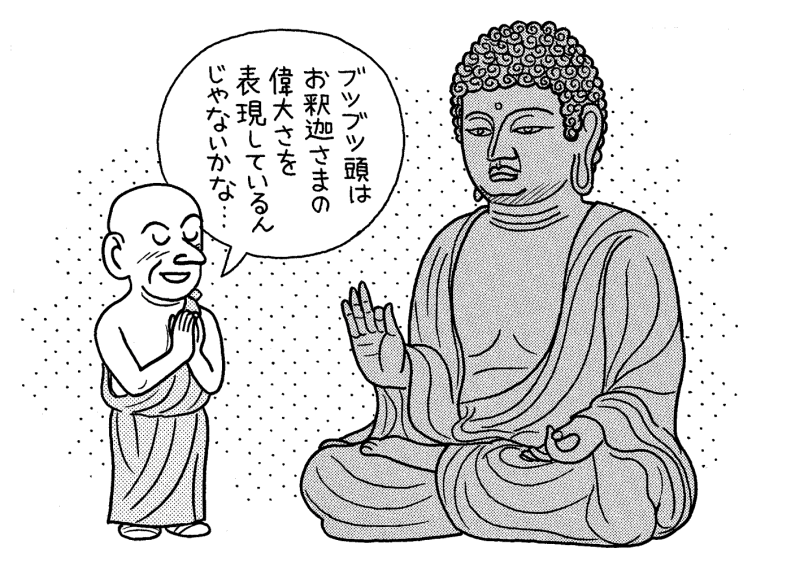 ブツブツ頭は
お釈迦さまの
偉大さを
表現しているん
じゃないかな…